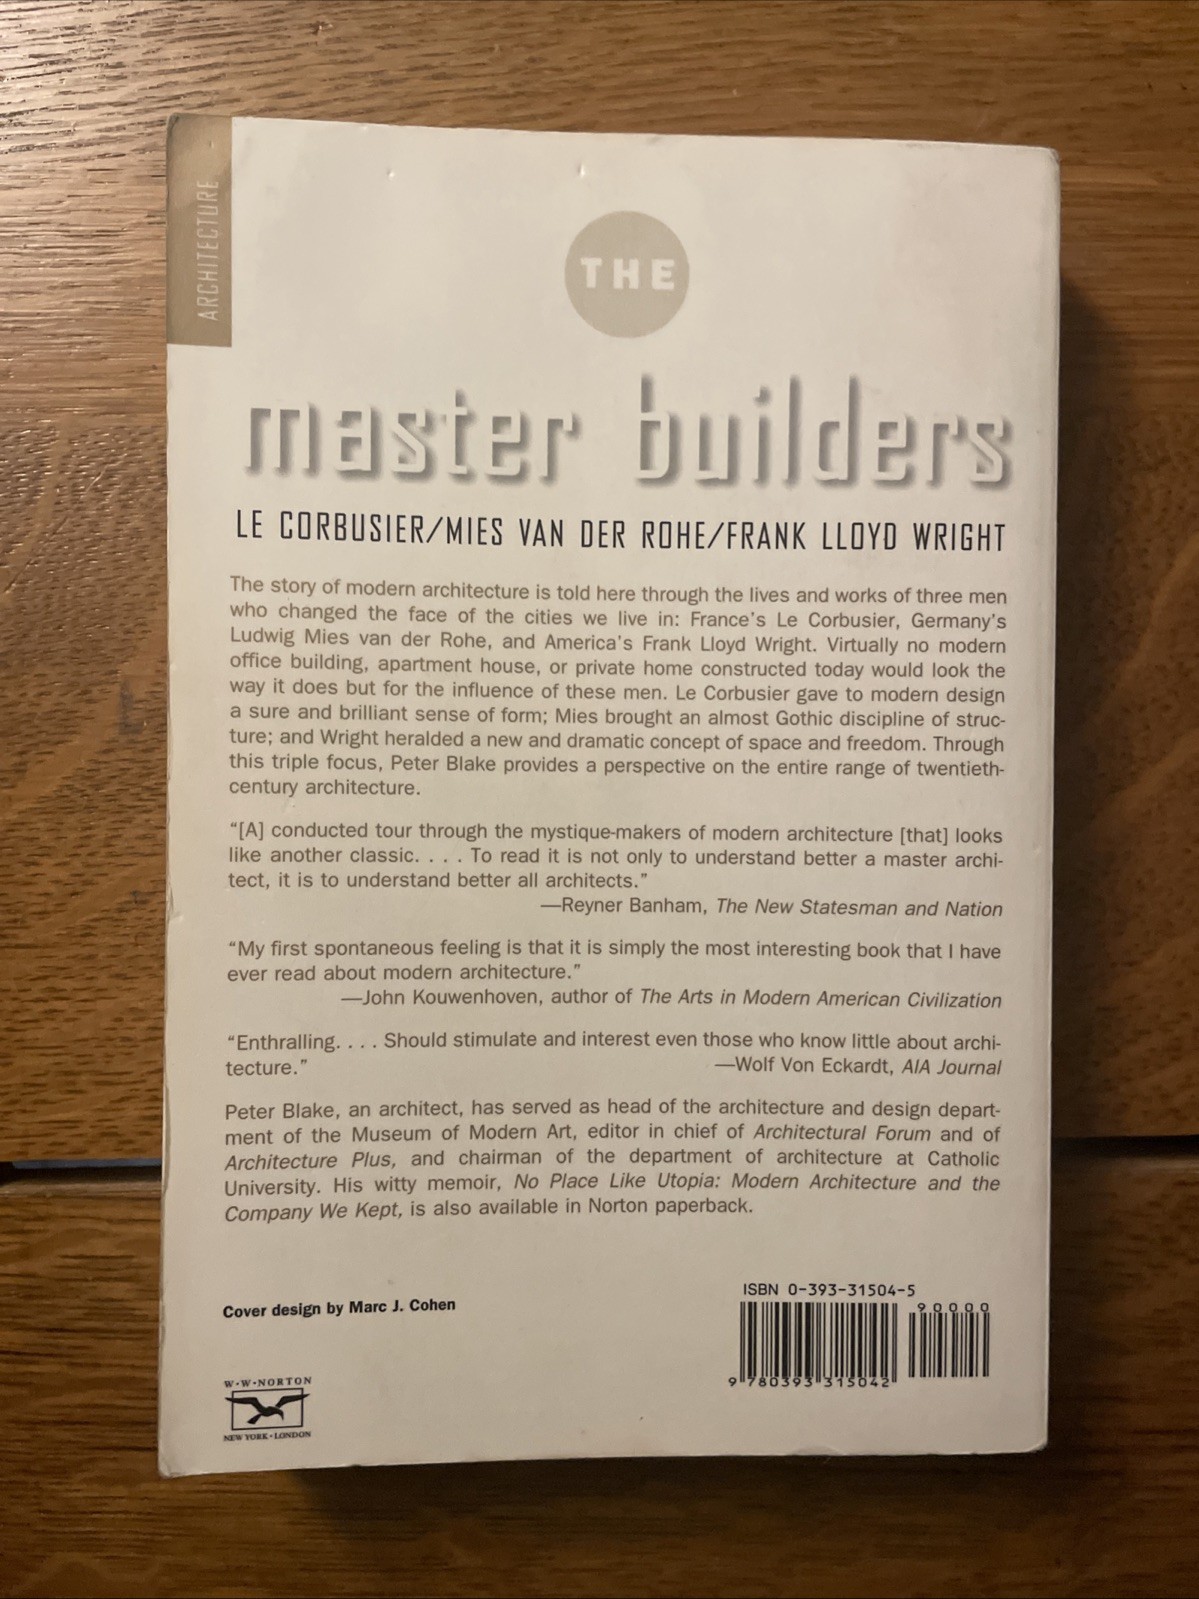 ARCHITECTURE
THE
master builders
LE CORBUSIER/MIES VAN DER ROHE/FRANK LLOYD WRIGHT
The story of modern architecture is told here through the lives and works of three men
who changed the face of the cities we live in: France's Le Corbusier, Germany's
Ludwig Mies van der Rohe, and America's Frank Lloyd Wright. Virtually no modern
office building, apartment house, or private home constructed today would look the
way it does but for the influence of these men. Le Corbusier gave to modern design
a sure and brilliant sense of form; Mies brought an almost Gothic discipline of struc-
ture; and Wright heralded a new and dramatic concept of space and freedom. Through
this triple focus, Peter Blake provides a perspective on the entire range of twentieth-
century architecture.
“[A] conducted tour through the mystique-makers of modern architecture [that] looks
like another classic. . . . To read it is not only to understand better a master archi-
tect, it is to understand better all architects.”
—Reyner Banham, The New Statesman and Nation
“My first spontaneous feeling is that it is simply the most interesting book that I have
ever read about modern architecture.”
—John Kouwenhoven, author of The Arts in Modern American Civilization
“Enthralling. . . . Should stimulate and interest even those who know little about archi-
tecture.” —Wolf Von Eckardt, AIA Journal
Peter Blake, an architect, has served as head of the architecture and design depart-
ment of the Museum of Modern Art, editor in chief of Architectural Forum and of
Architecture Plus, and chairman of the department of architecture at Catholic
University. His witty memoir, No Place Like Utopia: Modern Architecture and the
Company We Kept, is also available in Norton paperback.
Cover design by Marc J. Cohen
ISBN 0-393-31504-5
90000
9 780393 315042
W·W·NORTON
NEW YORK·LONDON